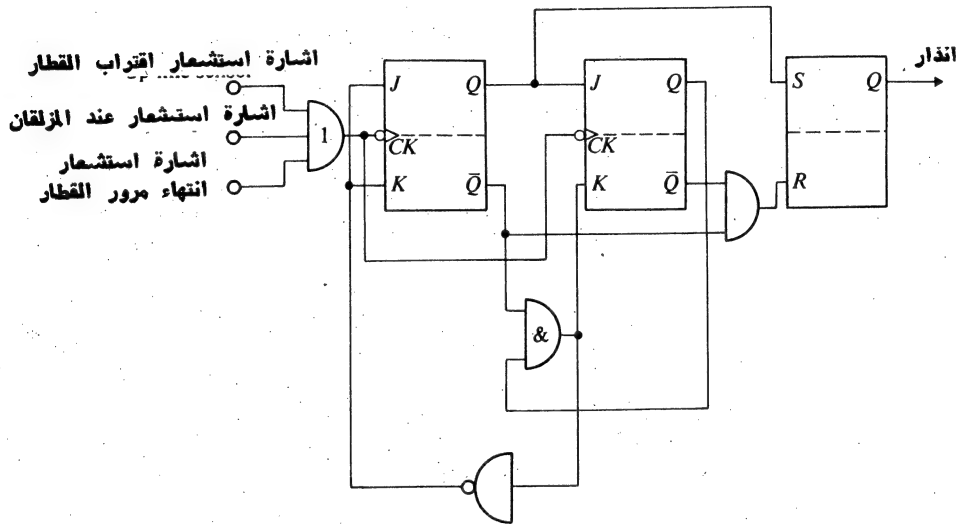 اشارة استشعار اقتراب القطار
اشارة استشعار عند المزلقان
اشارة استشعار
انتهاء مرور القطار
1
J Q
CK
K Q̄
J Q
CK
K Q̄
S Q
R
انذار
&